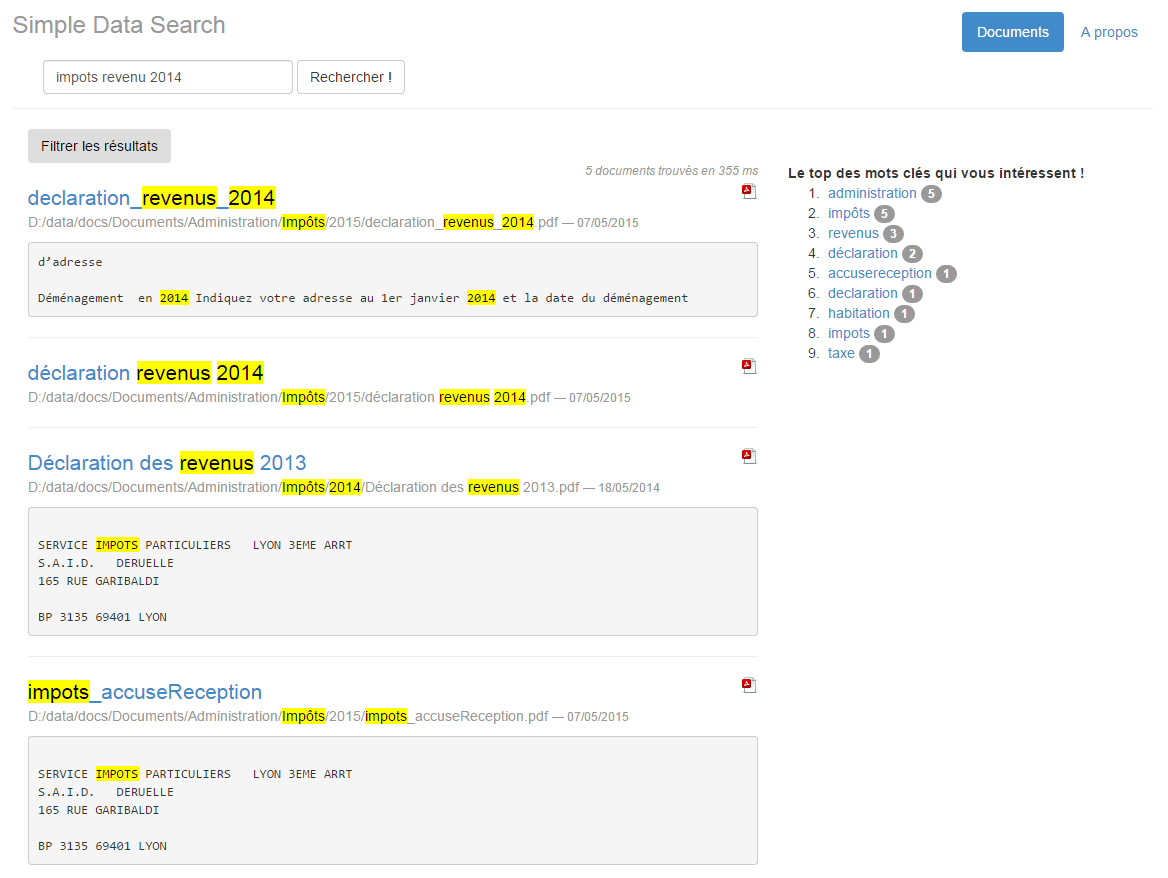 Simple Data Search
Documents
A propos
impots revenu 2014
Rechercher !
Filtrer les résultats
5 documents trouvés en 355 ms
declaration_revenus_2014
D:/data/docs/Documents/Administration/Impôts/2015/declaration_revenus_2014.pdf — 07/05/2015
d’adresse
Déménagement  en 2014 Indiquez votre adresse au 1er janvier 2014 et la date du déménagement
déclaration revenus 2014
D:/data/docs/Documents/Administration/Impôts/2015/déclaration revenus 2014.pdf — 07/05/2015
Déclaration des revenus 2013
D:/data/docs/Documents/Administration/Impôts/2014/Déclaration des revenus 2013.pdf — 18/05/2014
SERVICE IMPOTS PARTICULIERS   LYON 3EME ARRT
S.A.I.D.   DERUELLE
165 RUE GARIBALDI
BP 3135 69401 LYON
impots_accuseReception
D:/data/docs/Documents/Administration/Impôts/2015/impots_accuseReception.pdf — 07/05/2015
SERVICE IMPOTS PARTICULIERS   LYON 3EME ARRT
S.A.I.D.   DERUELLE
165 RUE GARIBALDI
BP 3135 69401 LYON
Le top des mots clés qui vous intéressent !
1. administration 5
2. impôts 5
3. revenus 3
4. déclaration 2
5. accusereception 1
6. declaration 1
7. habitation 1
8. impots 1
9. taxe 1